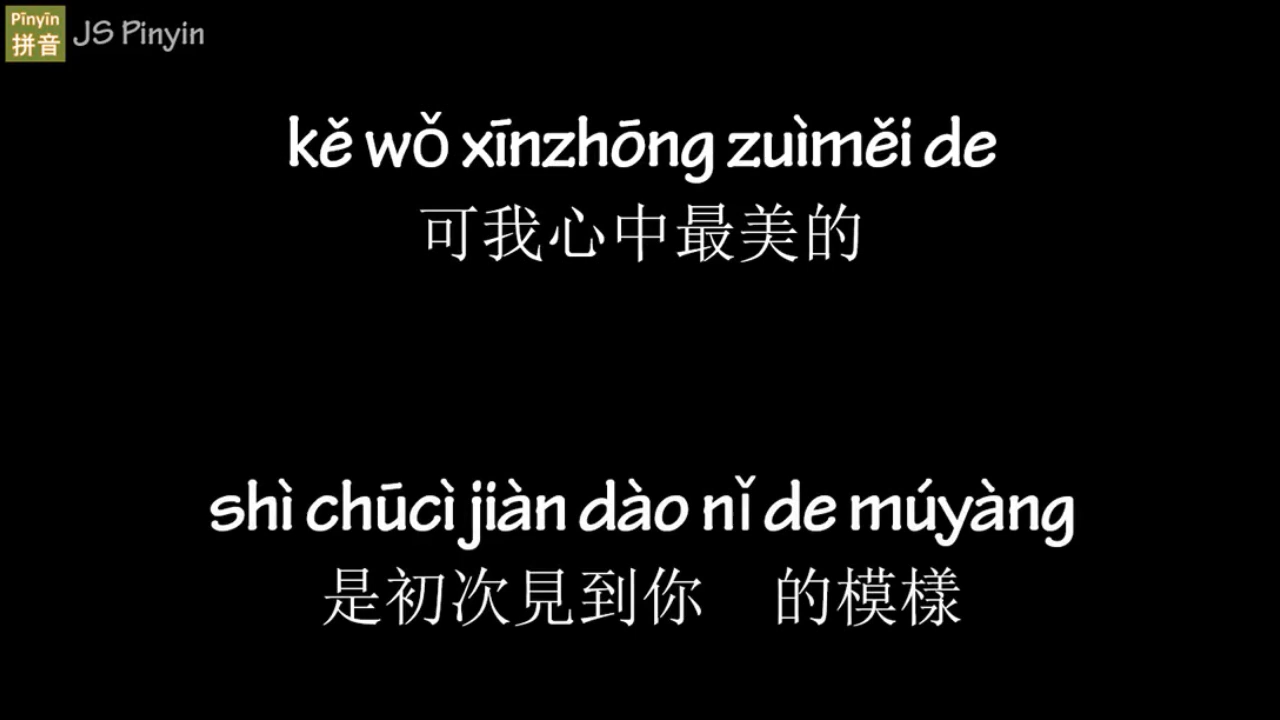 Pīnyīn
拼音
JS Pinyin
kě wǒ xīnzhōng zuìměi de
可我心中最美的
shì chūcì jiàn dào nǐ de múyàng
是初次見到你　的模樣